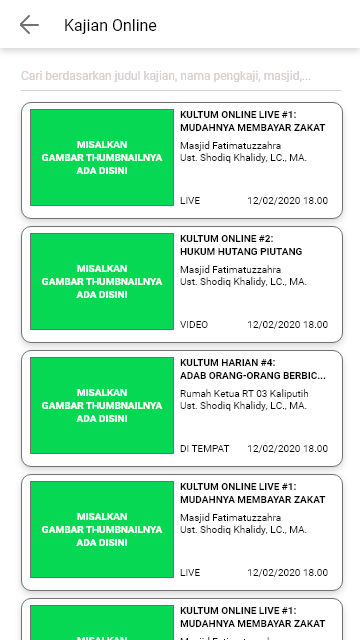 Kajian Online
Cari berdasarkan judul kajian, nama pengkaji, masjid,...
MISALKAN
GAMBAR THUMBNAILNYA
ADA DISINI
KULTUM ONLINE LIVE #1:
MUDAHNYA MEMBAYAR ZAKAT
Masjid Fatimatuzzahra
Ust. Shodiq Khalidy, LC., MA.
LIVE 12/02/2020 18.00
MISALKAN
GAMBAR THUMBNAILNYA
ADA DISINI
KULTUM ONLINE #2:
HUKUM HUTANG PIUTANG
Masjid Fatimatuzzahra
Ust. Shodiq Khalidy, LC., MA.
VIDEO 12/02/2020 18.00
MISALKAN
GAMBAR THUMBNAILNYA
ADA DISINI
KULTUM HARIAN #4:
ADAB ORANG-ORANG BERBIC...
Rumah Ketua RT 03 Kaliputih
Ust. Shodiq Khalidy, LC., MA.
DI TEMPAT 12/02/2020 18.00
MISALKAN
GAMBAR THUMBNAILNYA
ADA DISINI
KULTUM ONLINE LIVE #1:
MUDAHNYA MEMBAYAR ZAKAT
Masjid Fatimatuzzahra
Ust. Shodiq Khalidy, LC., MA.
LIVE 12/02/2020 18.00
MISALKAN
KULTUM ONLINE LIVE #1:
MUDAHNYA MEMBAYAR ZAKAT
Masjid Fatimatuzzahra